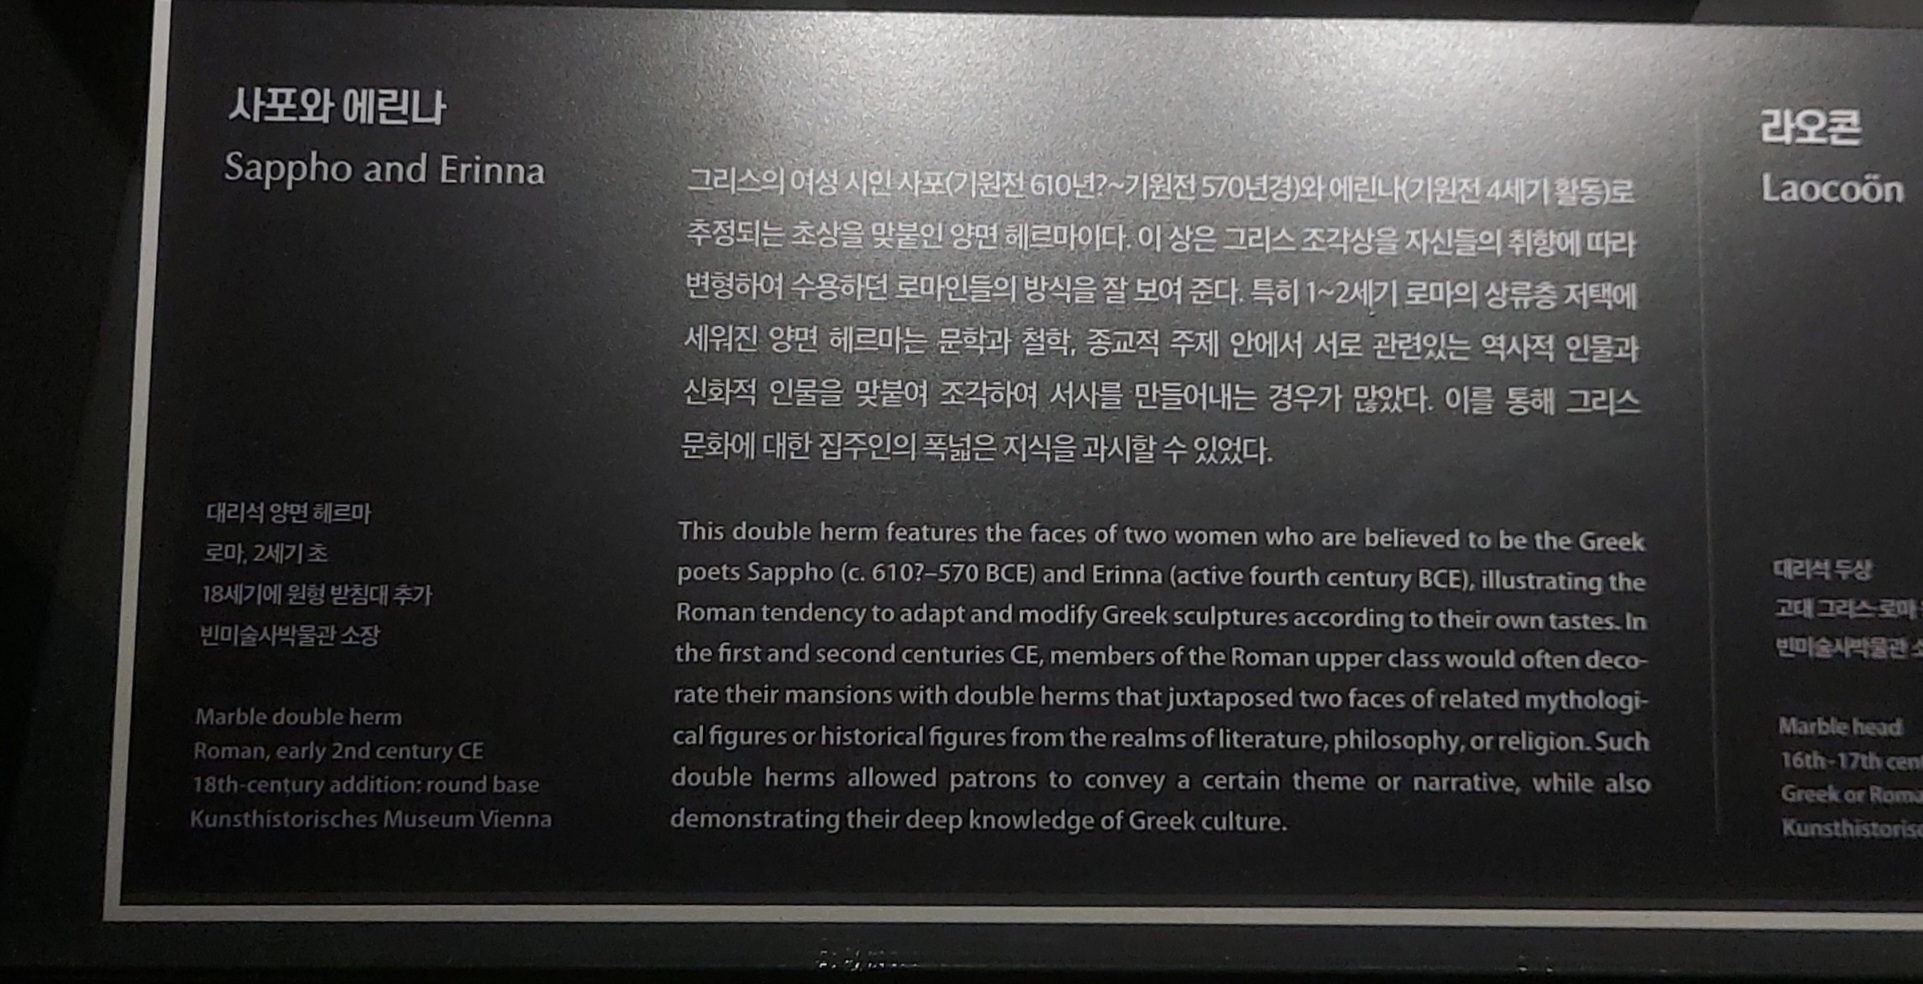 사포와 에린나
Sappho and Erinna
그리스의 여성 시인 사포(기원전 610년?~기원전 570년경)와 에린나(기원전 4세기 활동)로
추정되는 초상을 맞붙인 양면 헤르마이다. 이 상은 그리스 조각상을 자신들의 취향에 따라
변형하여 수용하던 로마인들의 방식을 잘 보여 준다. 특히 1~2세기 로마의 상류층 저택에
세워진 양면 헤르마는 문학과 철학, 종교적 주제 안에서 서로 관련있는 역사적 인물과
신화적 인물을 맞붙여 조각하여 서사를 만들어내는 경우가 많았다. 이를 통해 그리스
문화에 대한 집주인의 폭넓은 지식을 과시할 수 있었다.
대리석 양면 헤르마
로마, 2세기 초
18세기에 원형 받침대 추가
빈미술사박물관 소장
This double herm features the faces of two women who are believed to be the Greek
poets Sappho (c. 610?–570 BCE) and Erinna (active fourth century BCE), illustrating the
Roman tendency to adapt and modify Greek sculptures according to their own tastes. In
the first and second centuries CE, members of the Roman upper class would often deco-
rate their mansions with double herms that juxtaposed two faces of related mythologi-
cal figures or historical figures from the realms of literature, philosophy, or religion. Such
double herms allowed patrons to convey a certain theme or narrative, while also
demonstrating their deep knowledge of Greek culture.
Marble double herm
Roman, early 2nd century CE
18th-century addition: round base
Kunsthistorisches Museum Vienna
라오콘
Laocoön
대리석 두상
고대 그리스·로마
빈미술사박물관
Marble head
16th-17th
Greek or